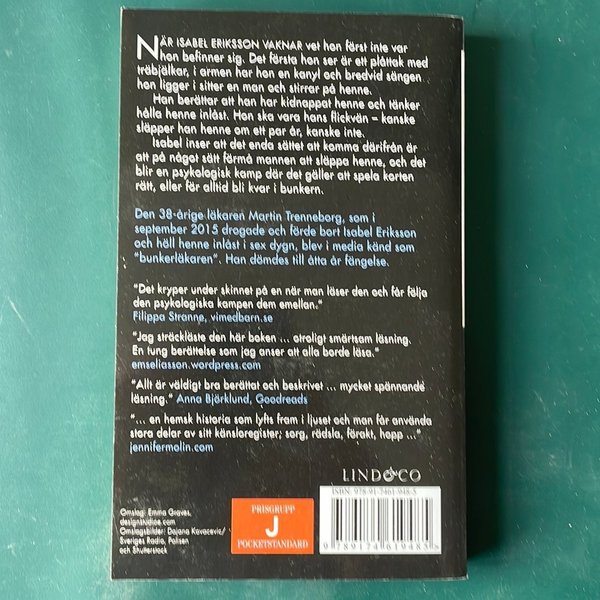 NÄR ISABEL ERIKSSON VAKNAR vet hon först inte var
hon befinner sig. Det första hon ser är ett plåttak med
träbjälkar, i armen har hon en kanyl och bredvid sängen
hon ligger i sitter en man och stirrar på henne.
Han berättar att han har kidnappat henne och tänker
hålla henne inlåst. Hon ska vara hans flickvän – kanske
släpper han henne om ett par år, kanske inte.
Isabel inser att det enda sättet att komma därifrån är
att på något sätt förmå mannen att släppa henne, och det
blir en psykologisk kamp där det gäller att spela korten
rätt, eller för alltid bli kvar i bunkern.
Den 38-årige läkaren Martin Trenneborg, som i
september 2015 drogade och förde bort Isabel Eriksson
och höll henne inlåst i sex dygn, blev i media känd som
"bunkerläkaren". Han dömdes till åtta år fängelse.
"Det kryper under skinnet på en när man läser den och får följa
den psykologiska kampen dem emellan."
Filippa Stranne, vimedbarn.se
"Jag sträckläste den här boken ... otroligt smärtsam läsning.
En tung berättelse som jag anser att alla borde läsa."
emseliasson.wordpress.com
"Allt är väldigt bra berättat och beskrivet ... mycket spännande
läsning." Anna Björklund, Goodreads
"... en hemsk historia som lyfts fram i ljuset och man får använda
stora delar av sitt känsloregister; sorg, rädsla, förakt, hopp ..."
jennifermolin.com
LIND&CO
ISBN: 978-91-7461-948-5
Omslag: Emma Graves,
designstudioe.com
Omslagsbilder: Dajana Kovacevic/
Sveriges Radio, Polisen
och Shutterstock
PRISGRUPP
J
POCKETSTANDARD
9 789174 619485